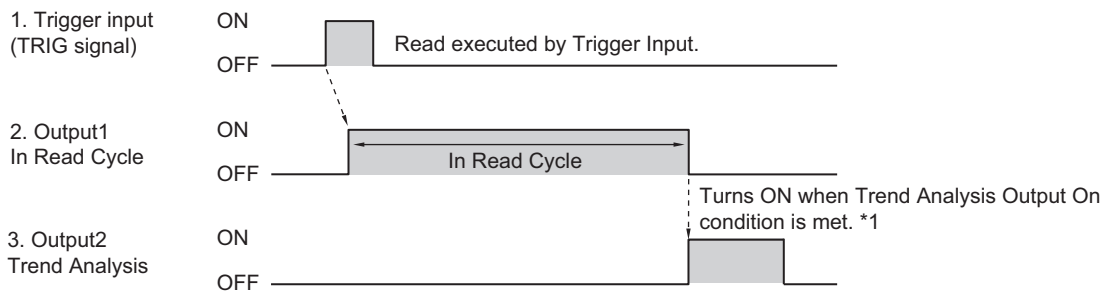 1. Trigger input
(TRIG signal)
ON
OFF
Read executed by Trigger Input.
2. Output1
In Read Cycle
ON
OFF
In Read Cycle
Turns ON when Trend Analysis Output On
condition is met. *1
3. Output2
Trend Analysis
ON
OFF